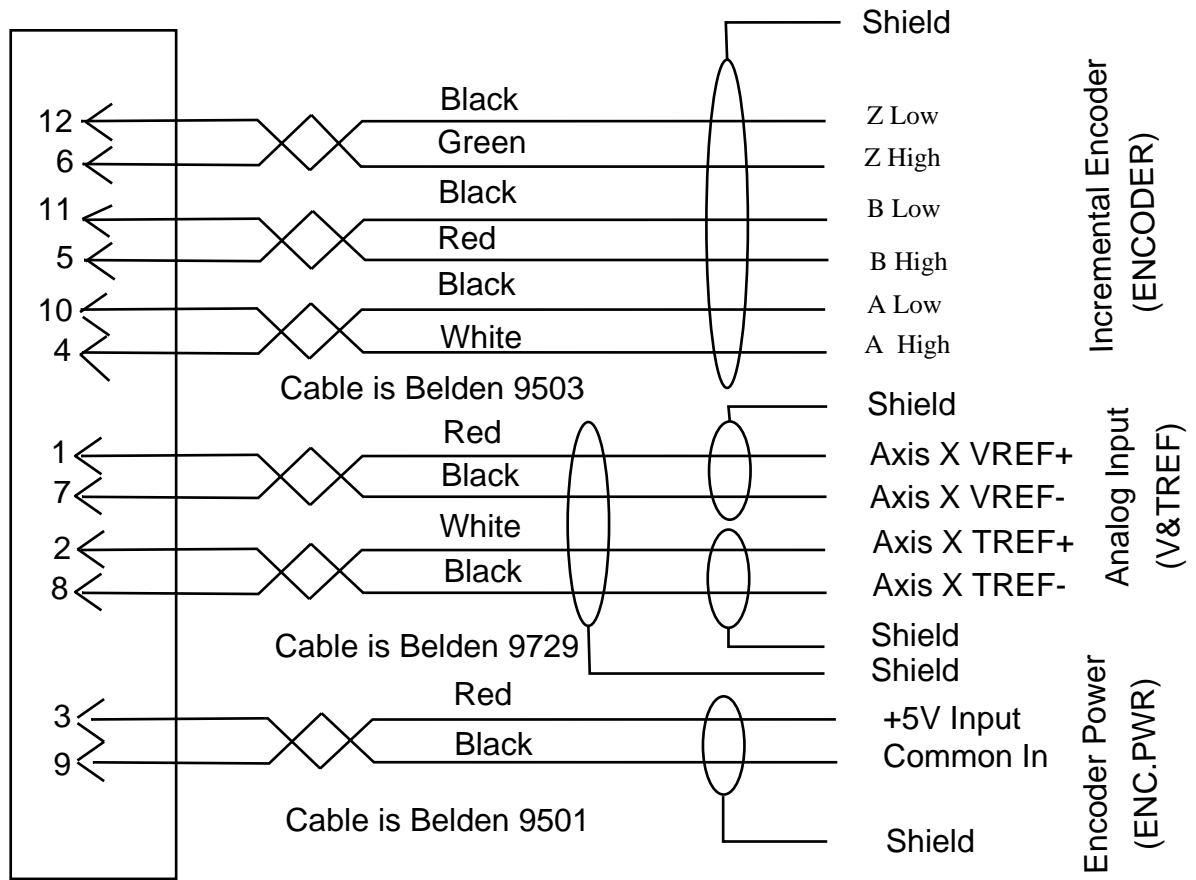 Shield
12 Black Z Low
6 Green Z High
11 Black B Low
5 Red B High
10 Black A Low
4 White A High
Cable is Belden 9503
Incremental Encoder
(ENCODER)
Shield
1 Red Axis X VREF+
7 Black Axis X VREF-
2 White Axis X TREF+
8 Black Axis X TREF-
Analog Input
(V&TREF)
Shield
Cable is Belden 9729
Shield
3 Red +5V Input
9 Black Common In
Cable is Belden 9501
Shield
Encoder Power
(ENC.PWR)